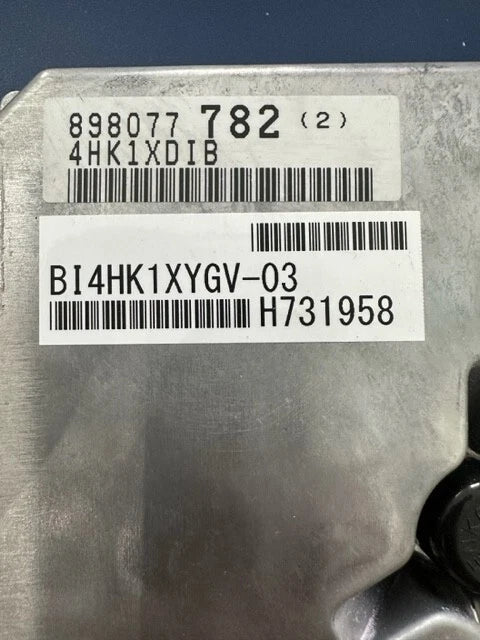 898077 782 (2)
4HK1XDIB
BI4HK1XYGV-03
H731958